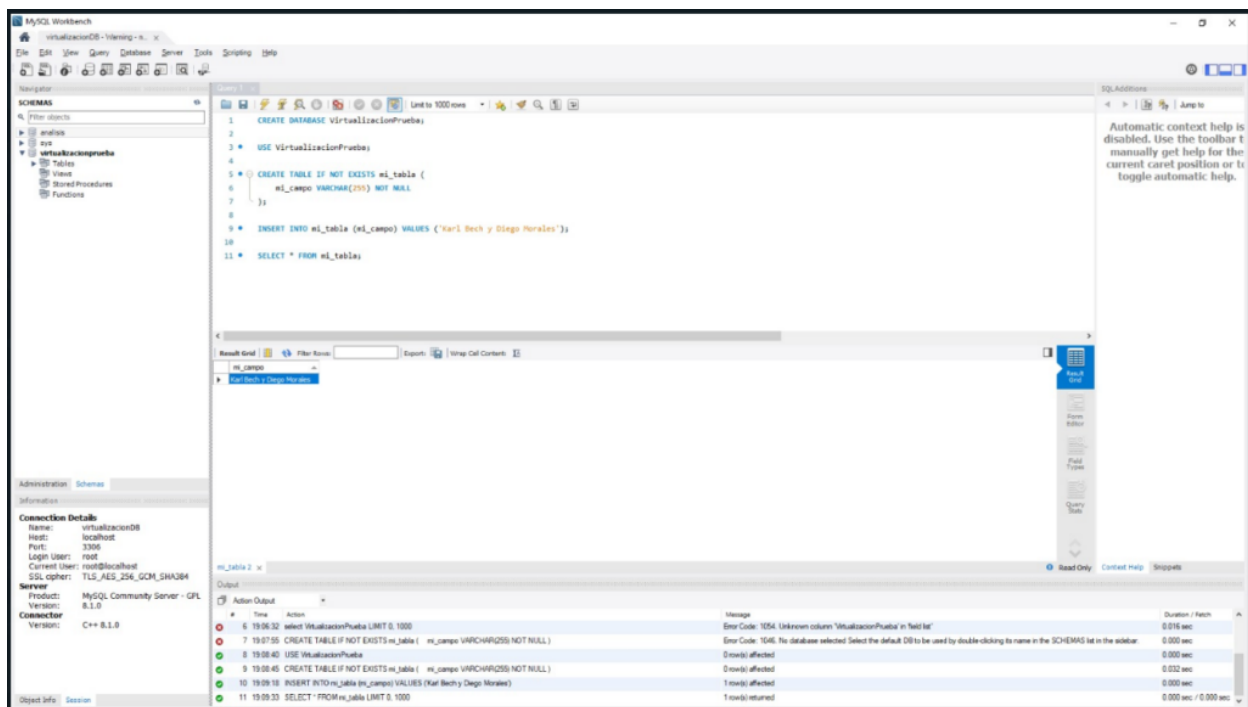 MySQL Workbench
virtualizacionDB - Warning - n... x
File Edit View Query Database Server Tools Scripting Help
Navigator
SCHEMAS
Filter objects
analisis
sys
virtualizacionprueba
Tables
Views
Stored Procedures
Functions
Administration Schemas
Information
Connection Details
Name: virtualizacionDB
Host: localhost
Port: 3306
Login User: root
Current User: root@localhost
SSL cipher: TLS_AES_256_GCM_SHA384
Server
Product: MySQL Community Server - GPL
Version: 8.1.0
Connector
Version: C++ 8.1.0
Object Info Session
Query 1
Limit to 1000 rows
1 CREATE DATABASE VirtualizacionPrueba;
2
3 USE VirtualizacionPrueba;
4
5 CREATE TABLE IF NOT EXISTS mi_tabla (
6 mi_campo VARCHAR(255) NOT NULL
7 );
8
9 INSERT INTO mi_tabla (mi_campo) VALUES ('Karl Bech y Diego Morales');
10
11 SELECT * FROM mi_tabla;
Result Grid Filter Rows: Export: Wrap Cell Content:
mi_campo
Karl Bech y Diego Morales
Result Grid
Form Editor
Field Types
Query Stats
mi_tabla 2 x
Read Only
SQLAdditions
Jump to
Automatic context help is
disabled. Use the toolbar t
manually get help for the
current caret position or to
toggle automatic help.
Context Help Snippets
Output
Action Output
# Time Action Message Duration / Fetch
6 19:06:32 select VirtualizacionPrueba LIMIT 0, 1000 Error Code: 1054. Unknown column 'VirtualizacionPrueba' in 'field list' 0.016 sec
7 19:07:55 CREATE TABLE IF NOT EXISTS mi_tabla ( mi_campo VARCHAR(255) NOT NULL ) Error Code: 1046. No database selected Select the default DB to be used by double-clicking its name in the SCHEMAS list in the sidebar. 0.000 sec
8 19:08:40 USE VirtualizacionPrueba 0 row(s) affected 0.000 sec
9 19:08:45 CREATE TABLE IF NOT EXISTS mi_tabla ( mi_campo VARCHAR(255) NOT NULL ) 0 row(s) affected 0.032 sec
10 19:09:18 INSERT INTO mi_tabla (mi_campo) VALUES ('Karl Bech y Diego Morales') 1 row(s) affected 0.000 sec
11 19:09:33 SELECT * FROM mi_tabla LIMIT 0, 1000 1 row(s) returned 0.000 sec / 0.000 sec